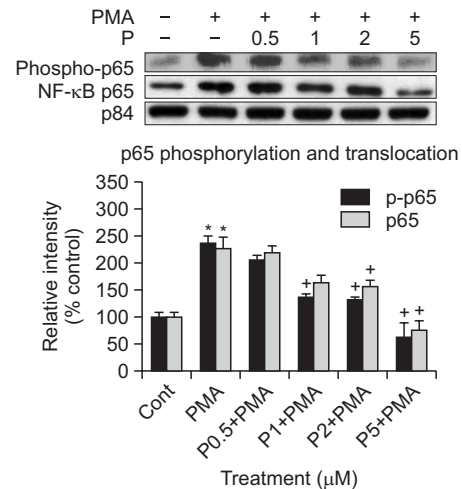 PMA – + + + + +
P – – 0.5 1 2 5
Phospho-p65
NF-κB p65
p84
p65 phosphorylation and translocation
350
300
250
200
150
100
50
0
Relative intensity
(% control)
p-p65
p65
* *
+
+ +
+ +
Cont
PMA
P0.5+PMA
P1+PMA
P2+PMA
P5+PMA
Treatment (μM)